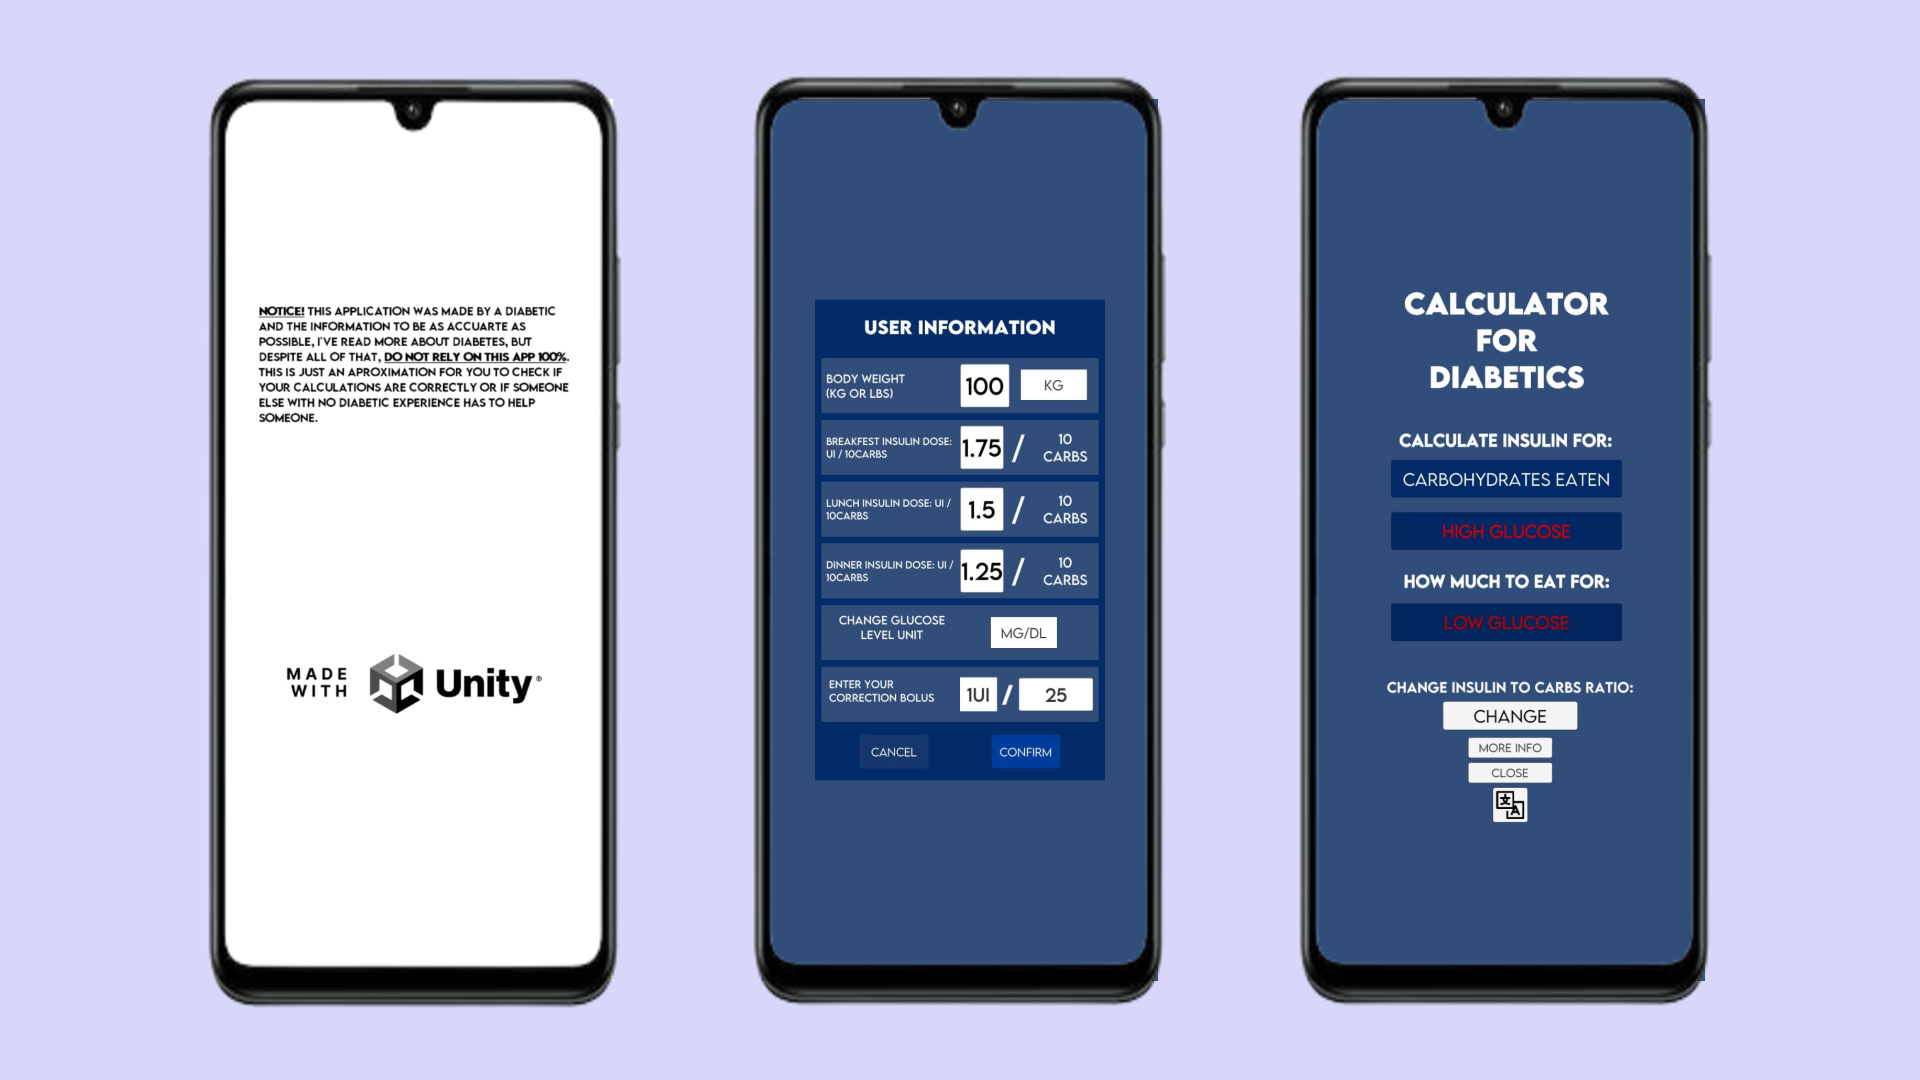 NOTICE! THIS APPLICATION WAS MADE BY A DIABETIC
AND THE INFORMATION TO BE AS ACCUARTE AS
POSSIBLE, I'VE READ MORE ABOUT DIABETES, BUT
DESPITE ALL OF THAT, DO NOT RELY ON THIS APP 100%.
THIS IS JUST AN APROXIMATION FOR YOU TO CHECK IF
YOUR CALCULATIONS ARE CORRECTLY OR IF SOMEONE
ELSE WITH NO DIABETIC EXPERIENCE HAS TO HELP
SOMEONE.
MADE
WITH
Unity®
USER INFORMATION
BODY WEIGHT
(KG OR LBS)
100
KG
BREAKFEST INSULIN DOSE:
UI / 10CARBS
1.75
/
10
CARBS
LUNCH INSULIN DOSE: UI /
10CARBS
1.5
/
10
CARBS
DINNER INSULIN DOSE: UI /
10CARBS
1.25
/
10
CARBS
CHANGE GLUCOSE
LEVEL UNIT
MG/DL
ENTER YOUR
CORRECTION BOLUS
1UI
/
25
CANCEL
CONFIRM
CALCULATOR
FOR
DIABETICS
CALCULATE INSULIN FOR:
CARBOHYDRATES EATEN
HIGH GLUCOSE
HOW MUCH TO EAT FOR:
LOW GLUCOSE
CHANGE INSULIN TO CARBS RATIO:
CHANGE
MORE INFO
CLOSE
文A